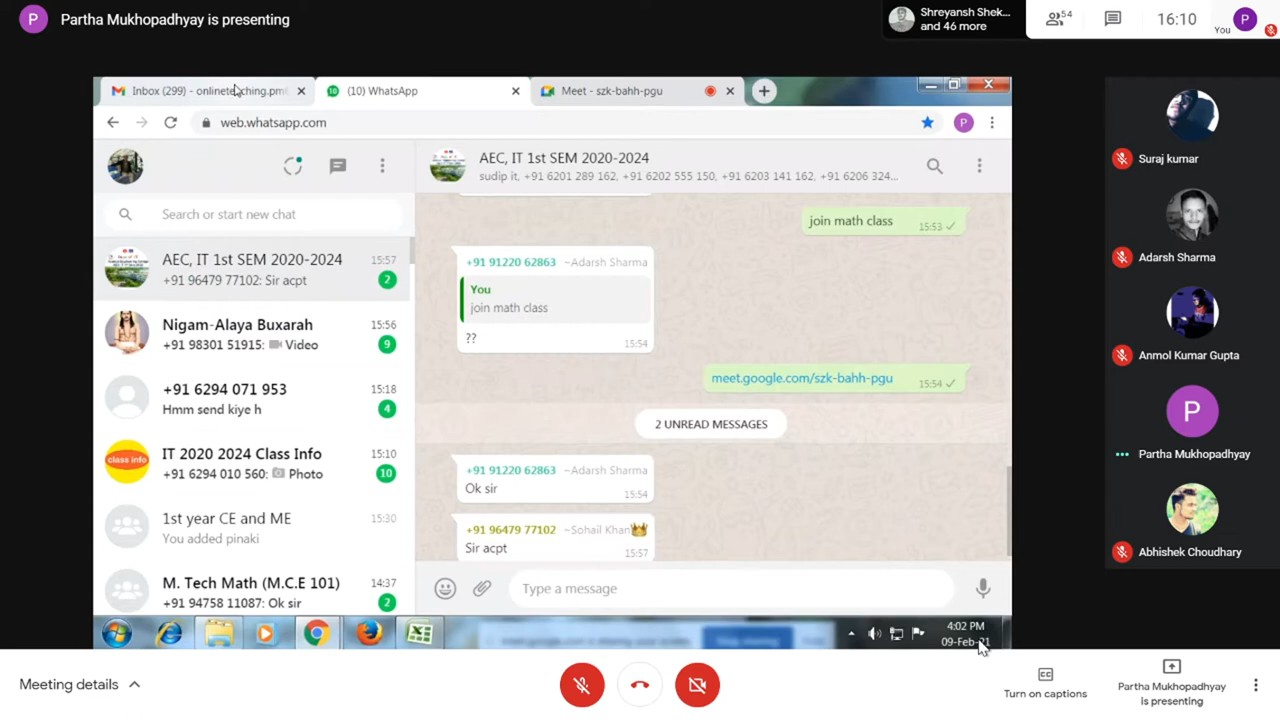 P
Partha Mukhopadhyay is presenting
Shreyansh Shek...
and 46 more
54
16:10
You
P
Inbox (299) - onlinete
ching.pm
(10) WhatsApp
Meet - szk-bahh-pgu
web.whatsapp.com
P
AEC, IT 1st SEM 2020-2024
sudip it, +91 6201 289 162, +91 6202 555 150, +91 6203 141 162, +91 6206 324...
Search or start new chat
AEC, IT 1st SEM 2020-2024
15:57
+91 96479 77102: Sir acpt
2
Nigam-Alaya Buxarah
15:56
+91 98301 51915: Video
9
+91 6294 071 953
15:18
Hmm send kiye h
4
class info
IT 2020 2024 Class Info
15:10
+91 6294 010 560: Photo
10
1st year CE and ME
15:30
You added pinaki
M. Tech Math (M.C.E 101)
14:37
+91 94758 11087: Ok sir
2
join math class
15:53
+91 91220 62863 ~Adarsh Sharma
You
join math class
??
15:54
meet.google.com/szk-bahh-pgu
15:54
2 UNREAD MESSAGES
+91 91220 62863 ~Adarsh Sharma
Ok sir
15:54
+91 96479 77102 ~Sohail Khan
Sir acpt
15:57
Type a message
4:02 PM
09-Feb-21
Suraj kumar
Adarsh Sharma
Anmol Kumar Gupta
P
Partha Mukhopadhyay
Abhishek Choudhary
Meeting details
Turn on captions
Partha Mukhopadhyay
is presenting